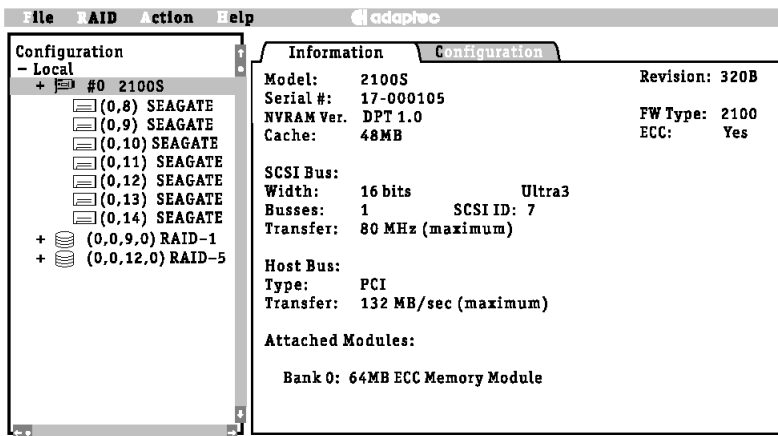 File RAID Action Help adaptec
Configuration
– Local
+ #0 2100S
(0,8) SEAGATE
(0,9) SEAGATE
(0,10) SEAGATE
(0,11) SEAGATE
(0,12) SEAGATE
(0,13) SEAGATE
(0,14) SEAGATE
+ (0,0,9,0) RAID-1
+ (0,0,12,0) RAID-5
Information Configuration
Model: 2100S Revision: 320B
Serial #: 17-000105
NVRAM Ver. DPT 1.0 FW Type: 2100
Cache: 48MB ECC: Yes
SCSI Bus:
Width: 16 bits Ultra3
Busses: 1 SCSI ID: 7
Transfer: 80 MHz (maximum)
Host Bus:
Type: PCI
Transfer: 132 MB/sec (maximum)
Attached Modules:
Bank 0: 64MB ECC Memory Module